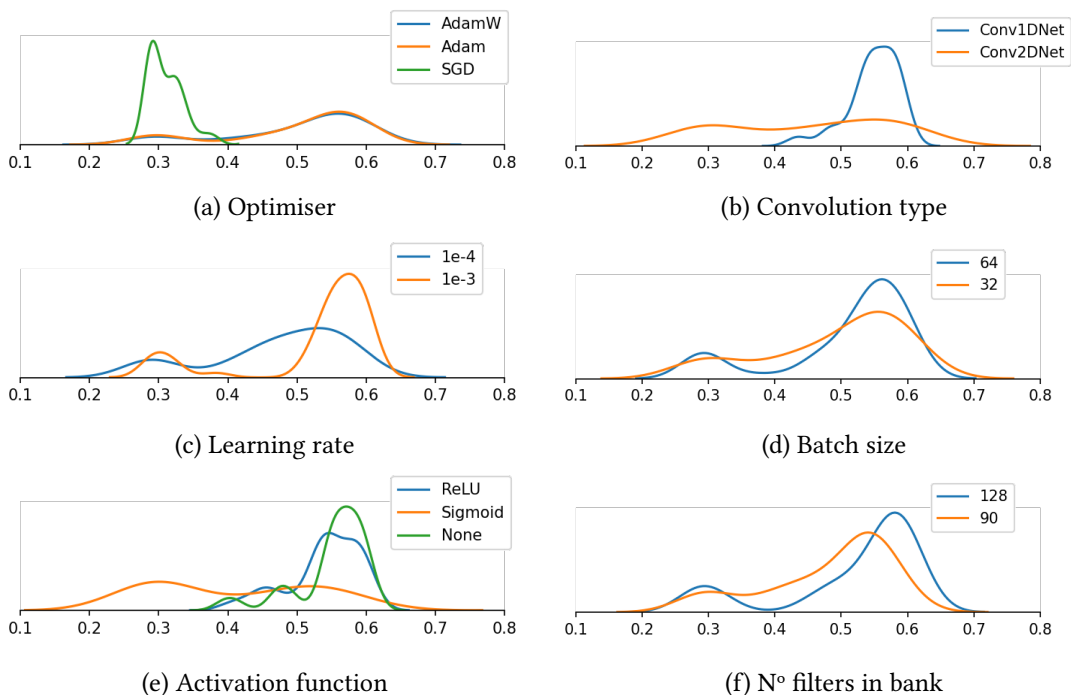 AdamW
Adam
SGD
0.1 0.2 0.3 0.4 0.5 0.6 0.7 0.8
(a) Optimiser
Conv1DNet
Conv2DNet
0.1 0.2 0.3 0.4 0.5 0.6 0.7 0.8
(b) Convolution type
1e-4
1e-3
0.1 0.2 0.3 0.4 0.5 0.6 0.7 0.8
(c) Learning rate
64
32
0.1 0.2 0.3 0.4 0.5 0.6 0.7 0.8
(d) Batch size
ReLU
Sigmoid
None
0.1 0.2 0.3 0.4 0.5 0.6 0.7 0.8
(e) Activation function
128
90
0.1 0.2 0.3 0.4 0.5 0.6 0.7 0.8
(f) Nº filters in bank